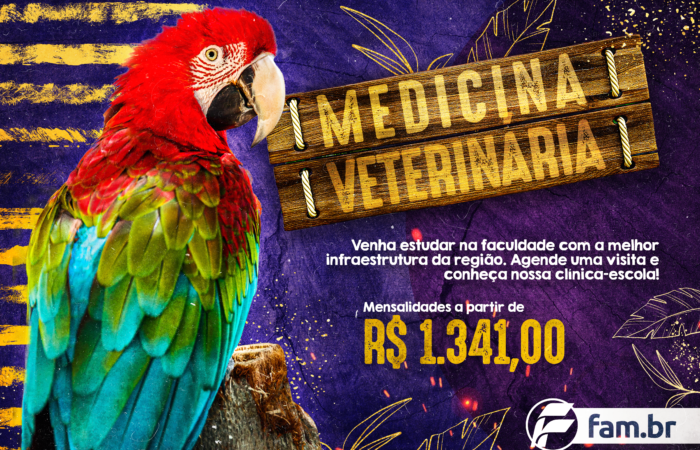 MEDICINA
VETERINÁRIA
Venha estudar na faculdade com a melhor
infraestrutura da região. Agende uma visita e
conheça nossa clínica-escola!
Mensalidades a partir de
R$ 1.341,00
fam.br